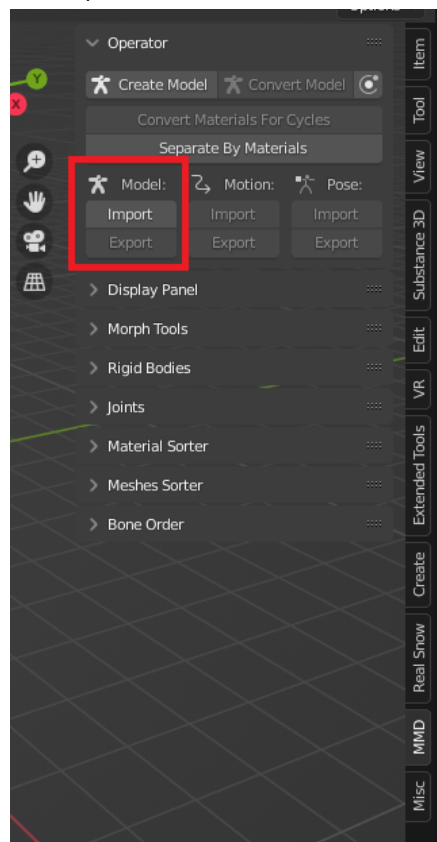 Operator
Create Model Convert Model
Convert Materials For Cycles
Separate By Materials
Model: Motion: Pose:
Import Import Import
Export Export Export
Display Panel
Morph Tools
Rigid Bodies
Joints
Material Sorter
Meshes Sorter
Bone Order
Y
X
Item
Tool
View
Substance 3D
Edit
VR
Extended Tools
Create
Real Snow
MMD
Misc